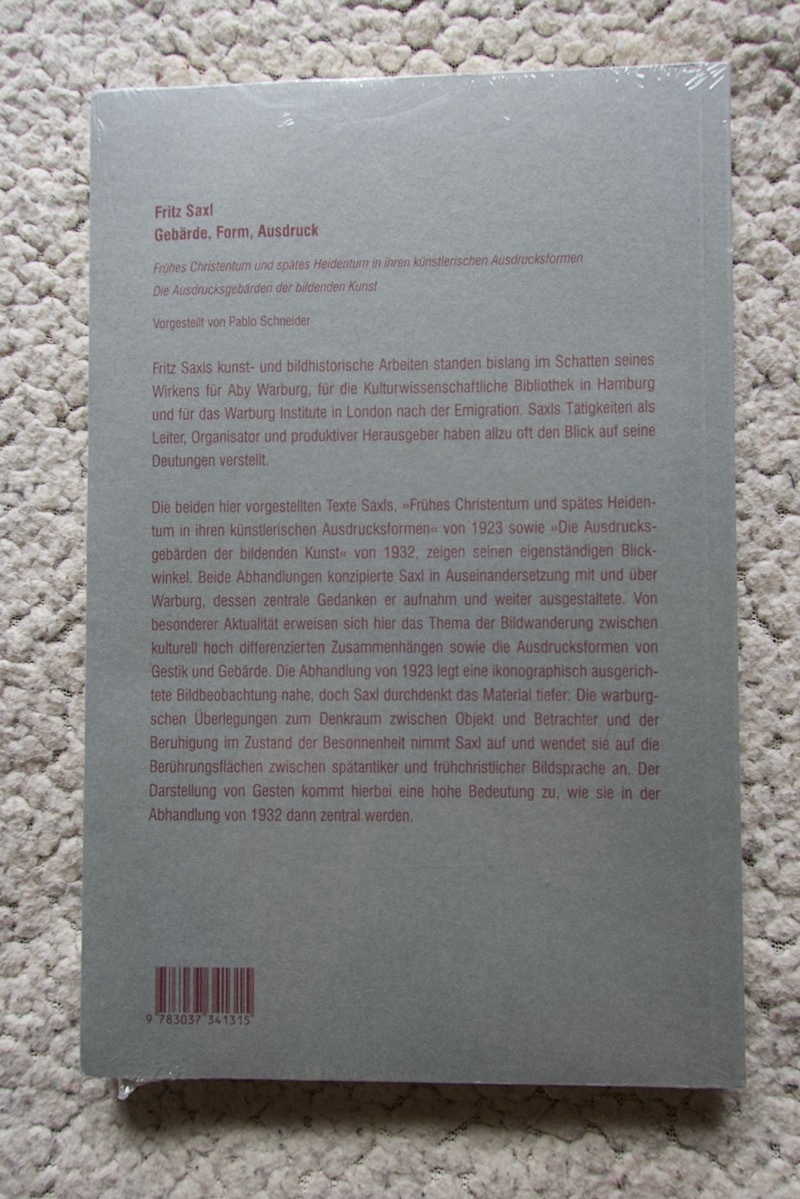 Fritz Saxl
Gebärde, Form, Ausdruck
Frühes Christentum und spätes Heidentum in ihren künstlerischen Ausdrucksformen
Die Ausdrucksgebärden der bildenden Kunst
Vorgestellt von Pablo Schneider
Fritz Saxls kunst- und bildhistorische Arbeiten standen bislang im Schatten seines
Wirkens für Aby Warburg, für die Kulturwissenschaftliche Bibliothek in Hamburg
und für das Warburg Institute in London nach der Emigration. Saxls Tätigkeiten als
Leiter, Organisator und produktiver Herausgeber haben allzu oft den Blick auf seine
Deutungen verstellt.
Die beiden hier vorgestellten Texte Saxls, »Frühes Christentum und spätes Heiden-
tum in ihren künstlerischen Ausdrucksformen« von 1923 sowie »Die Ausdrucks-
gebärden der bildenden Kunst« von 1932, zeigen seinen eigenständigen Blick-
winkel. Beide Abhandlungen konzipierte Saxl in Auseinandersetzung mit und über
Warburg, dessen zentrale Gedanken er aufnahm und weiter ausgestaltete. Von
besonderer Aktualität erweisen sich hier das Thema der Bildwanderung zwischen
kulturell hoch differenzierten Zusammenhängen sowie die Ausdrucksformen von
Gestik und Gebärde. Die Abhandlung von 1923 legt eine ikonographisch ausgerich-
tete Bildbeobachtung nahe, doch Saxl durchdenkt das Material tiefer: Die warburg-
schen Überlegungen zum Denkraum zwischen Objekt und Betrachter und der
Beruhigung im Zustand der Besonnenheit nimmt Saxl auf und wendet sie auf die
Berührungsflächen zwischen spätantiker und frühchristlicher Bildsprache an. Der
Darstellung von Gesten kommt hierbei eine hohe Bedeutung zu, wie sie in der
Abhandlung von 1932 dann zentral werden.
9 783037 341315